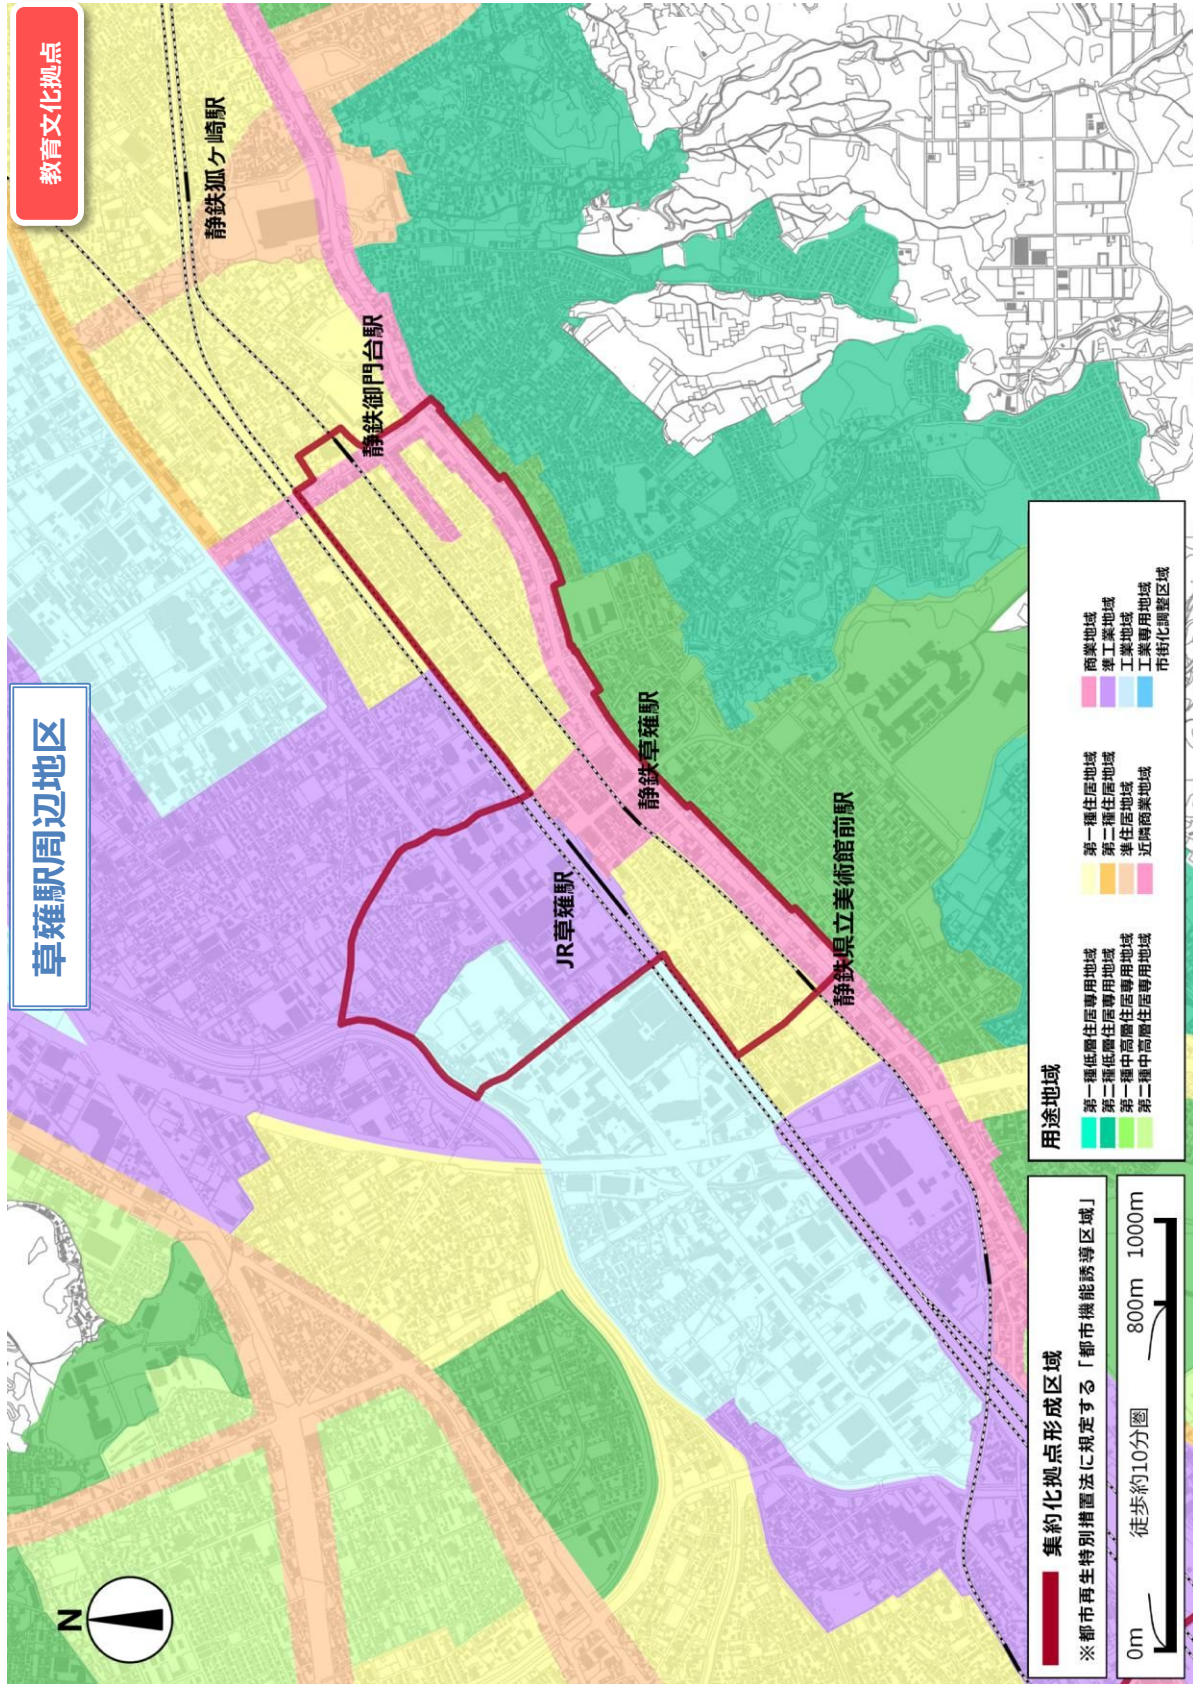 草薙駅周辺地区
教育文化拠点
静鉄狐ケ崎駅
静鉄御門台駅
静鉄草薙駅
JR草薙駅
静鉄県立美術館前駅
N
集約化拠点形成区域
※都市再生特別措置法に規定する「都市機能誘導区域」
0m 徒歩約10分圏 800m 1000m
用途地域
第一種低層住居専用地域
第二種低層住居専用地域
第一種中高層住居専用地域
第二種中高層住居専用地域
第一種住居地域
第二種住居地域
準住居地域
近隣商業地域
商業地域
準工業地域
工業地域
工業専用地域
市街化調整区域